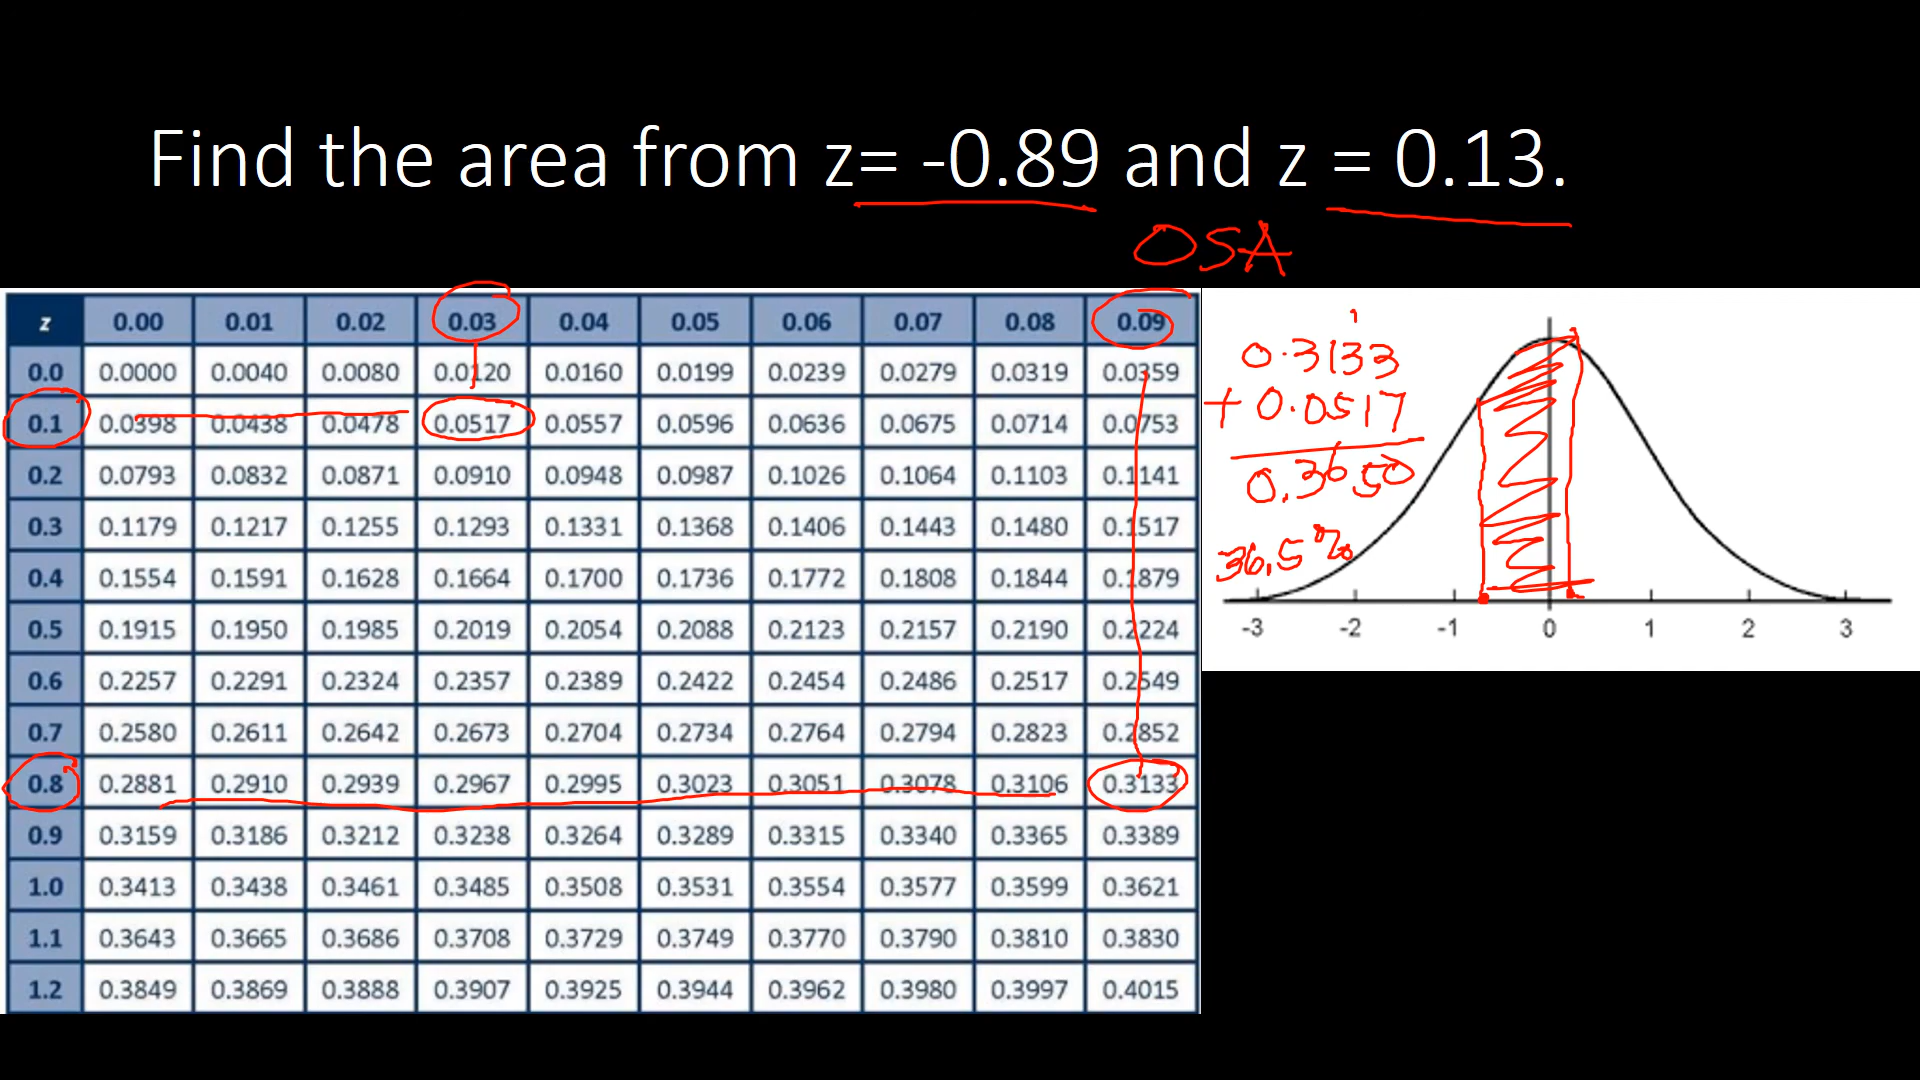 Find the area from z= -0.89 and z = 0.13.
OSA
z 0.00 0.01 0.02 0.03 0.04 0.05 0.06 0.07 0.08 0.09
0.0 0.0000 0.0040 0.0080 0.0120 0.0160 0.0199 0.0239 0.0279 0.0319 0.0359
0.1 0.0398 0.0438 0.0478 0.0517 0.0557 0.0596 0.0636 0.0675 0.0714 0.0753
0.2 0.0793 0.0832 0.0871 0.0910 0.0948 0.0987 0.1026 0.1064 0.1103 0.1141
0.3 0.1179 0.1217 0.1255 0.1293 0.1331 0.1368 0.1406 0.1443 0.1480 0.1517
0.4 0.1554 0.1591 0.1628 0.1664 0.1700 0.1736 0.1772 0.1808 0.1844 0.1879
0.5 0.1915 0.1950 0.1985 0.2019 0.2054 0.2088 0.2123 0.2157 0.2190 0.2224
0.6 0.2257 0.2291 0.2324 0.2357 0.2389 0.2422 0.2454 0.2486 0.2517 0.2549
0.7 0.2580 0.2611 0.2642 0.2673 0.2704 0.2734 0.2764 0.2794 0.2823 0.2852
0.8 0.2881 0.2910 0.2939 0.2967 0.2995 0.3023 0.3051 0.3078 0.3106 0.3133
0.9 0.3159 0.3186 0.3212 0.3238 0.3264 0.3289 0.3315 0.3340 0.3365 0.3389
1.0 0.3413 0.3438 0.3461 0.3485 0.3508 0.3531 0.3554 0.3577 0.3599 0.3621
1.1 0.3643 0.3665 0.3686 0.3708 0.3729 0.3749 0.3770 0.3790 0.3810 0.3830
1.2 0.3849 0.3869 0.3888 0.3907 0.3925 0.3944 0.3962 0.3980 0.3997 0.4015
1
0.3133
+ 0.0517
0.3650
36.5%
-3 -2 -1 0 1 2 3